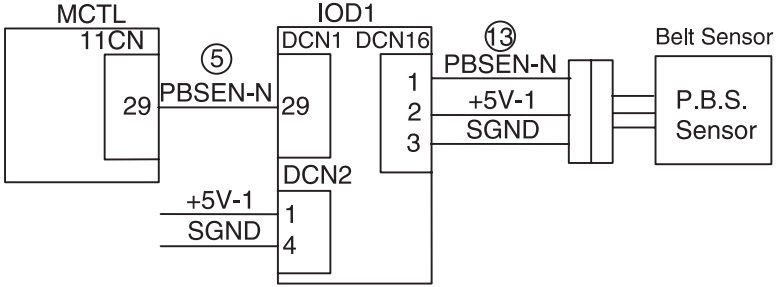 MCTL
IOD1
11CN
DCN1
DCN16
Belt Sensor
5
13
PBSEN-N
PBSEN-N
29
29
1
+5V-1
2
SGND
3
P.B.S.
Sensor
DCN2
+5V-1
1
SGND
4